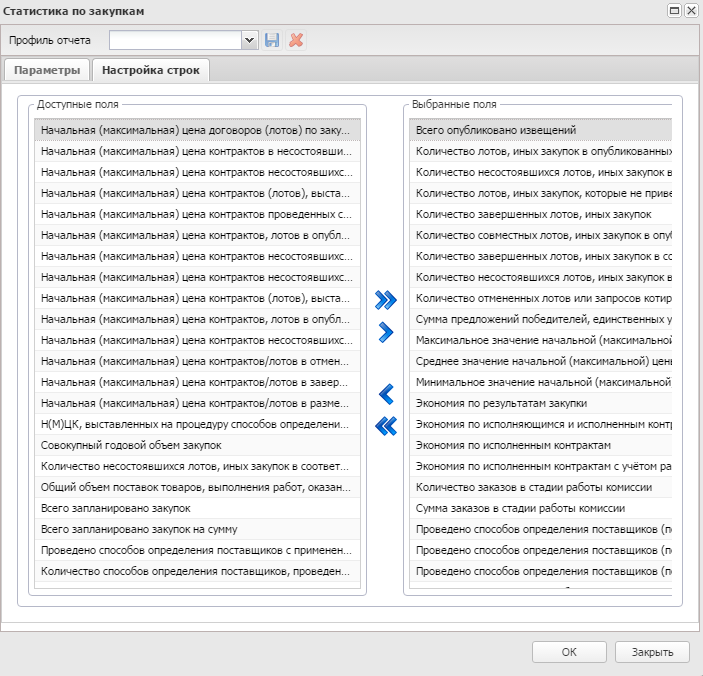 Статистика по закупкам
Профиль отчета
Параметры
Настройка строк
Доступные поля
Начальная (максимальная) цена договоров (лотов) по заку...
Начальная (максимальная) цена контрактов в несостоявши...
Начальная (максимальная) цена контрактов несостоявшихс...
Начальная (максимальная) цена контрактов (лотов), выста...
Начальная (максимальная) цена контрактов проведенных с...
Начальная (максимальная) цена контрактов, лотов в опубл...
Начальная (максимальная) цена контрактов несостоявшихс...
Начальная (максимальная) цена контрактов несостоявшихс...
Начальная (максимальная) цена контрактов (лотов), выста...
Начальная (максимальная) цена контрактов, лотов в опубл...
Начальная (максимальная) цена контрактов несостоявшихс...
Начальная (максимальная) цена контрактов/лотов в отмен...
Начальная (максимальная) цена контрактов/лотов в завер...
Начальная (максимальная) цена контрактов/лотов в разме...
Н(М)ЦК, выставленных на процедуру способов определени...
Совокупный годовой объем закупок
Количество несостоявшихся лотов, иных закупок в соответ...
Общий объем поставок товаров, выполнения работ, оказан...
Всего запланировано закупок
Всего запланировано закупок на сумму
Проведено способов определения поставщиков с применен...
Количество способов определения поставщиков, проведен...
Выбранные поля
Всего опубликовано извещений
Количество лотов, иных закупок в опубликованных
Количество несостоявшихся лотов, иных закупок в
Количество лотов, иных закупок, которые не приве
Количество завершенных лотов, иных закупок
Количество совместных лотов, иных закупок в опу
Количество завершенных лотов, иных закупок в со
Количество несостоявшихся лотов, иных закупок в
Количество отмененных лотов или запросов котир
Сумма предложений победителей, единственных у
Максимальное значение начальной (максимальной
Среднее значение начальной (максимальной) цен
Минимальное значение начальной (максимальной
Экономия по результатам закупки
Экономия по исполняющимся и исполненным конт
Экономия по исполненным контрактам
Экономия по исполненным контрактам с учётом ра
Количество заказов в стадии работы комиссии
Сумма заказов в стадии работы комиссии
Проведено способов определения поставщиков (п
Проведено способов определения поставщиков (п
Проведено способов определения поставщиков (п
ОК
Закрыть